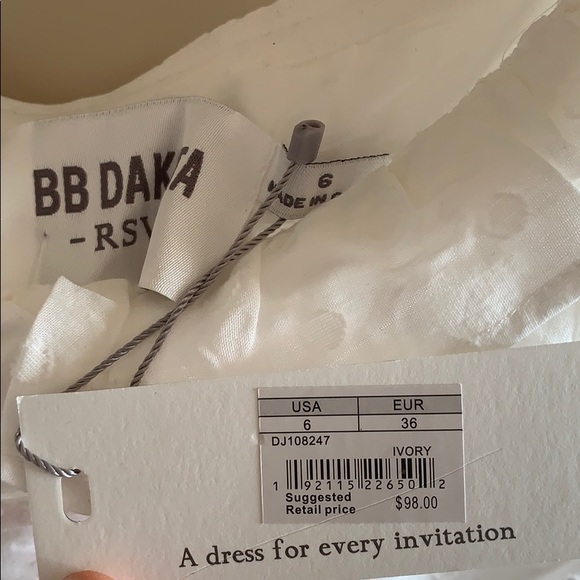 BB DAKOTA
- RSV
6
MADE IN
USA EUR
6 36
DJ108247
IVORY
1 92115 22650 2
Suggested
Retail price $98.00
A dress for every invitation